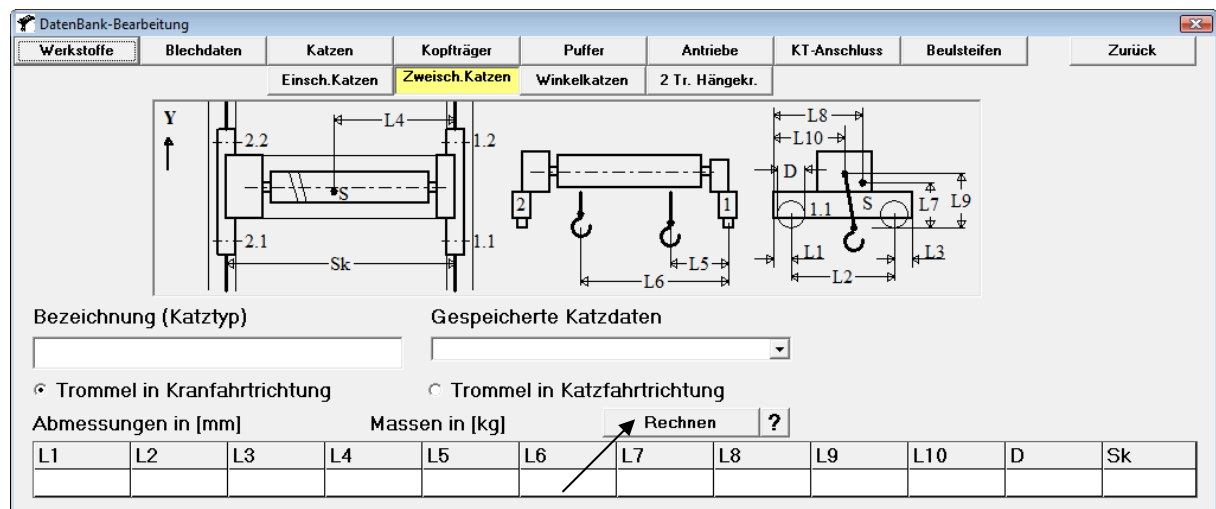 DatenBank-Bearbeitung
Werkstoffe Blechdaten Katzen Kopfträger Puffer Antriebe KT-Anschluss Beulsteifen Zurück
Einsch.Katzen Zweisch.Katzen Winkelkatzen 2 Tr. Hängekr.
Y L4 L8
2.2 1.2 L10
D
S 2 1 1.1 S L7 L9
2.1 1.1 L5 L1 L3
Sk L6 L2
Bezeichnung (Katztyp) Gespeicherte Katzdaten
Trommel in Kranfahrtrichtung Trommel in Katzfahrtrichtung
Abmessungen in [mm] Massen in [kg] Rechnen ?
L1 L2 L3 L4 L5 L6 L7 L8 L9 L10 D Sk